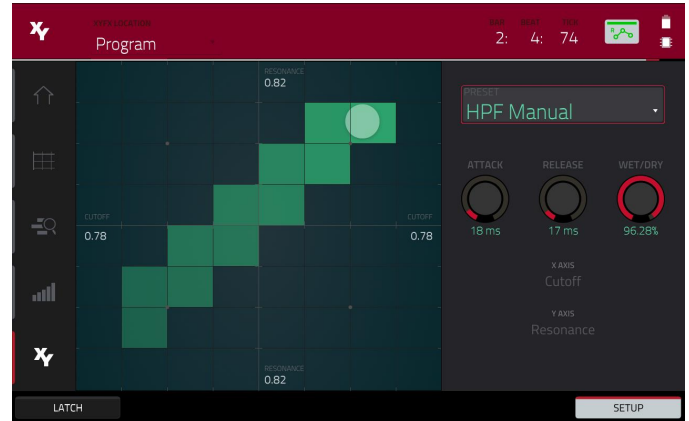 XY
XYFX LOCATION
Program
BAR BEAT TICK
2: 4: 74
R
RESONANCE
0.82
PRESET
HPF Manual
ATTACK RELEASE WET/DRY
CUTOFF CUTOFF
0.78 0.78
18 ms 17 ms 96.28%
X AXIS
Cutoff
Y AXIS
Resonance
XY
RESONANCE
0.82
LATCH SETUP